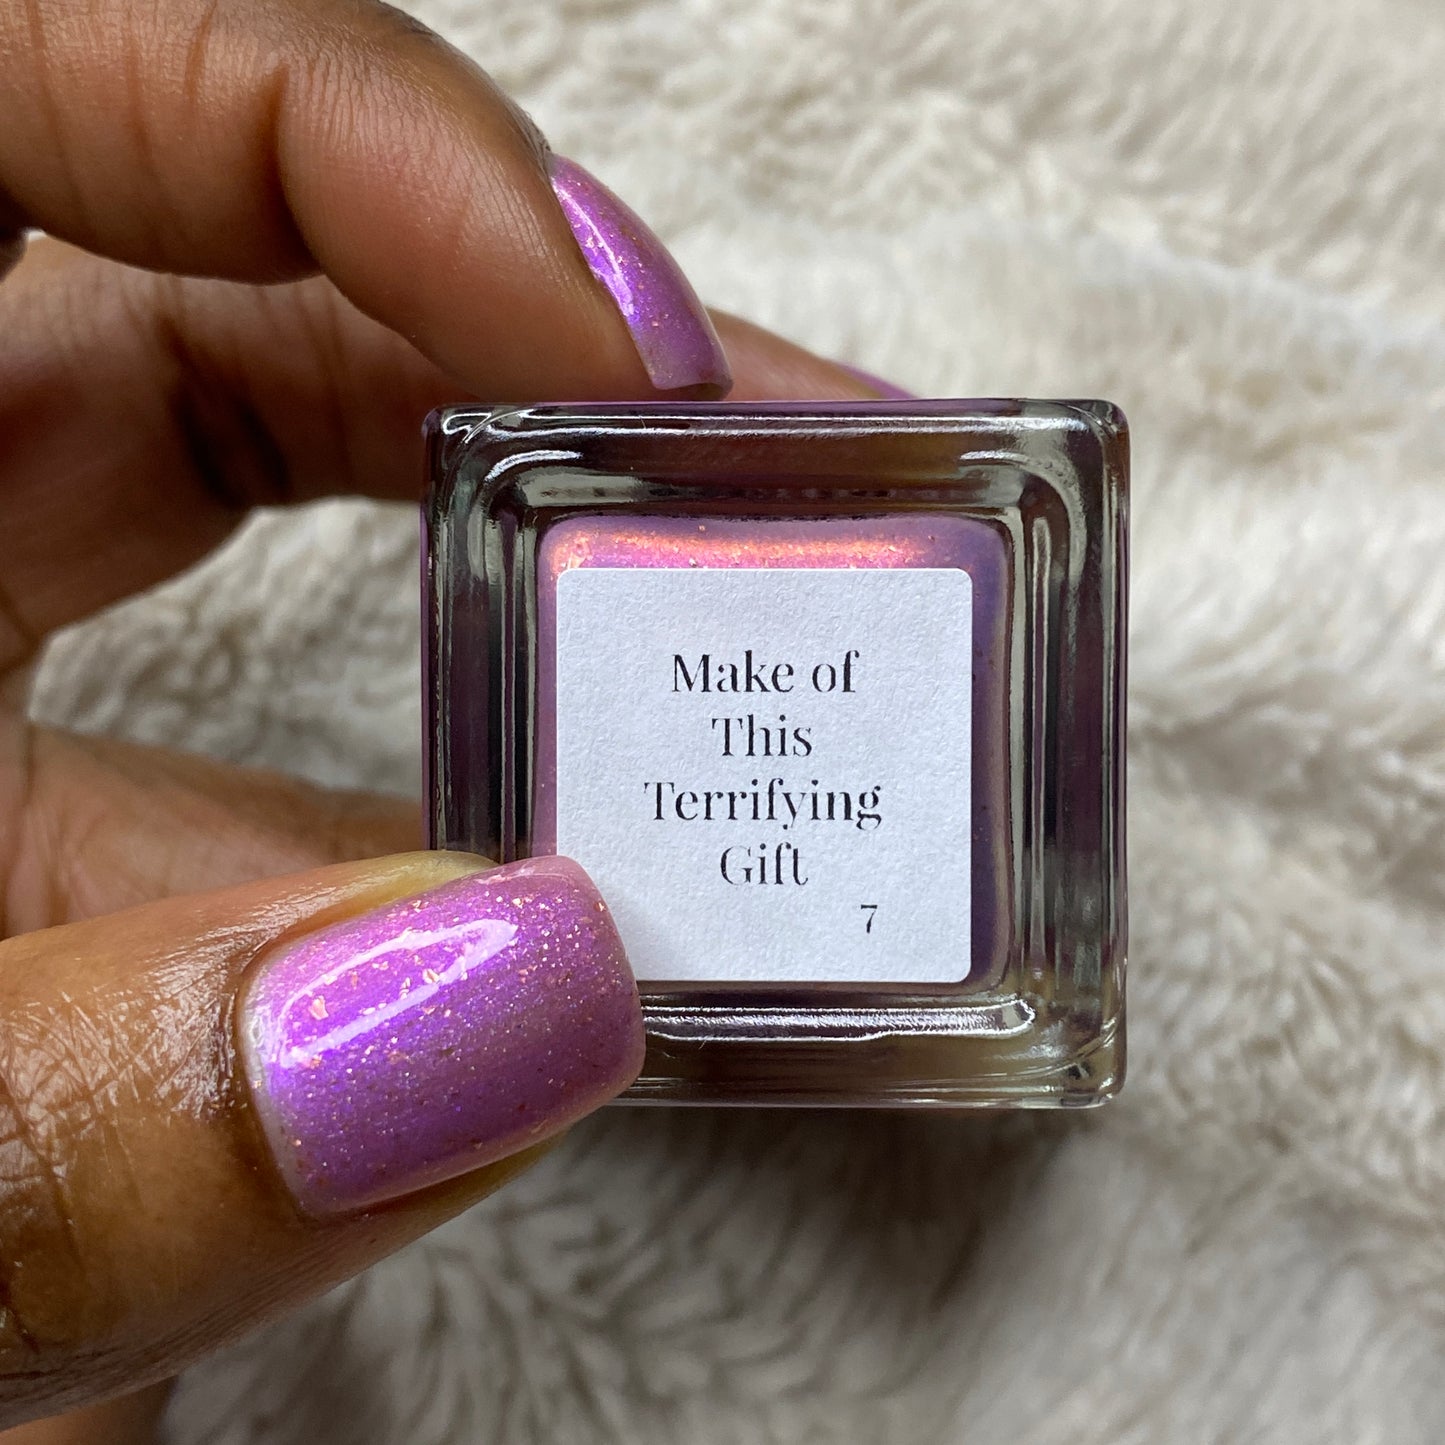 Make of
This
Terrifying
Gift
7